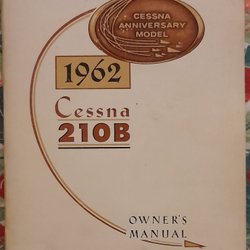 CESSNA
ANNIVERSARY
MODEL
1962
Cessna
210B
OWNER'S
MANUAL